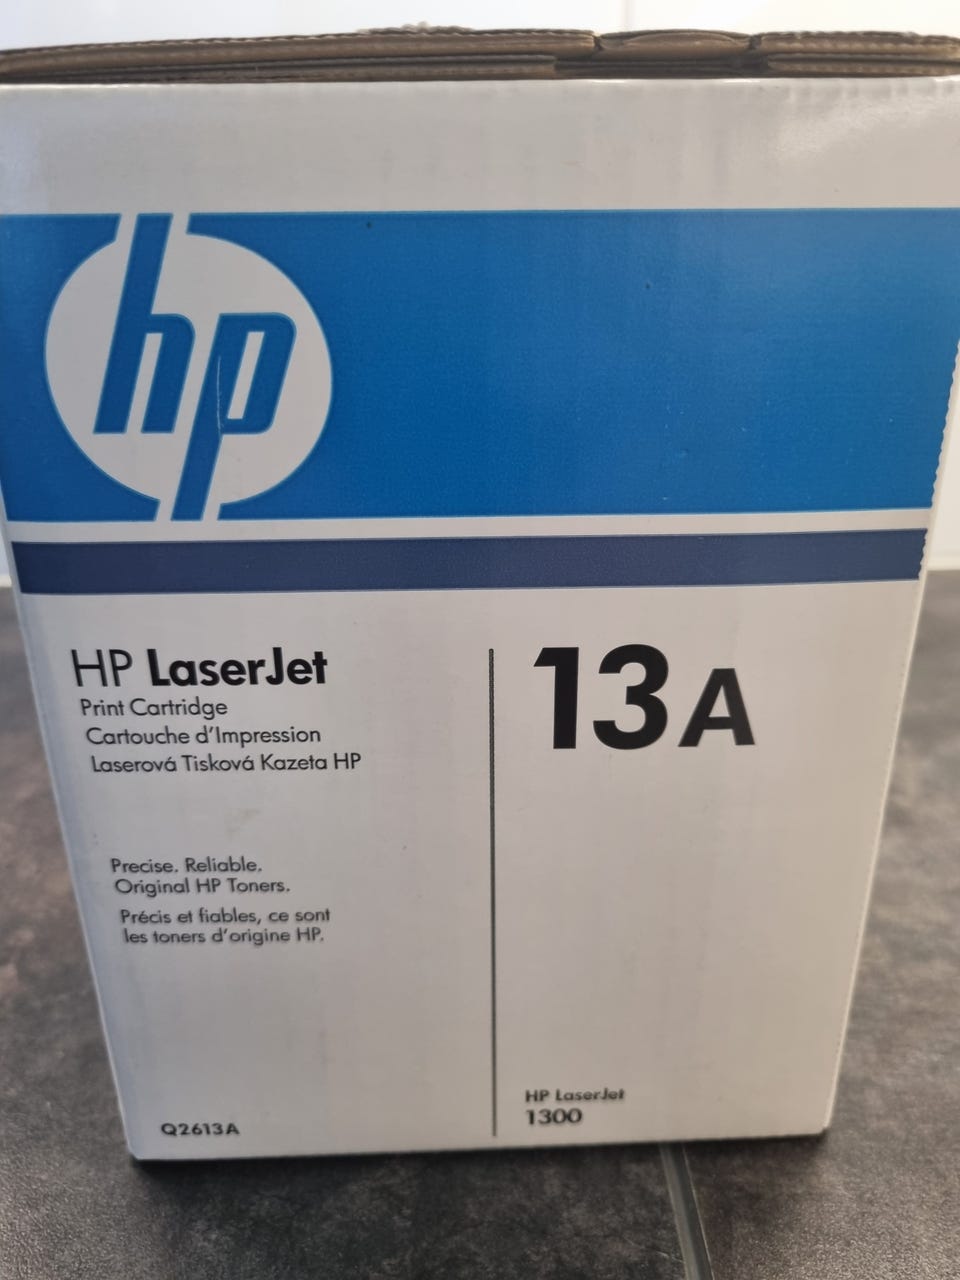 hp
HP LaserJet
Print Cartridge
Cartouche d'Impression
Laserová Tisková Kazeta HP
Precise. Reliable.
Original HP Toners.
Précis et fiables, ce sont
les toners d'origine HP.
Q2613A
13A
HP LaserJet
1300